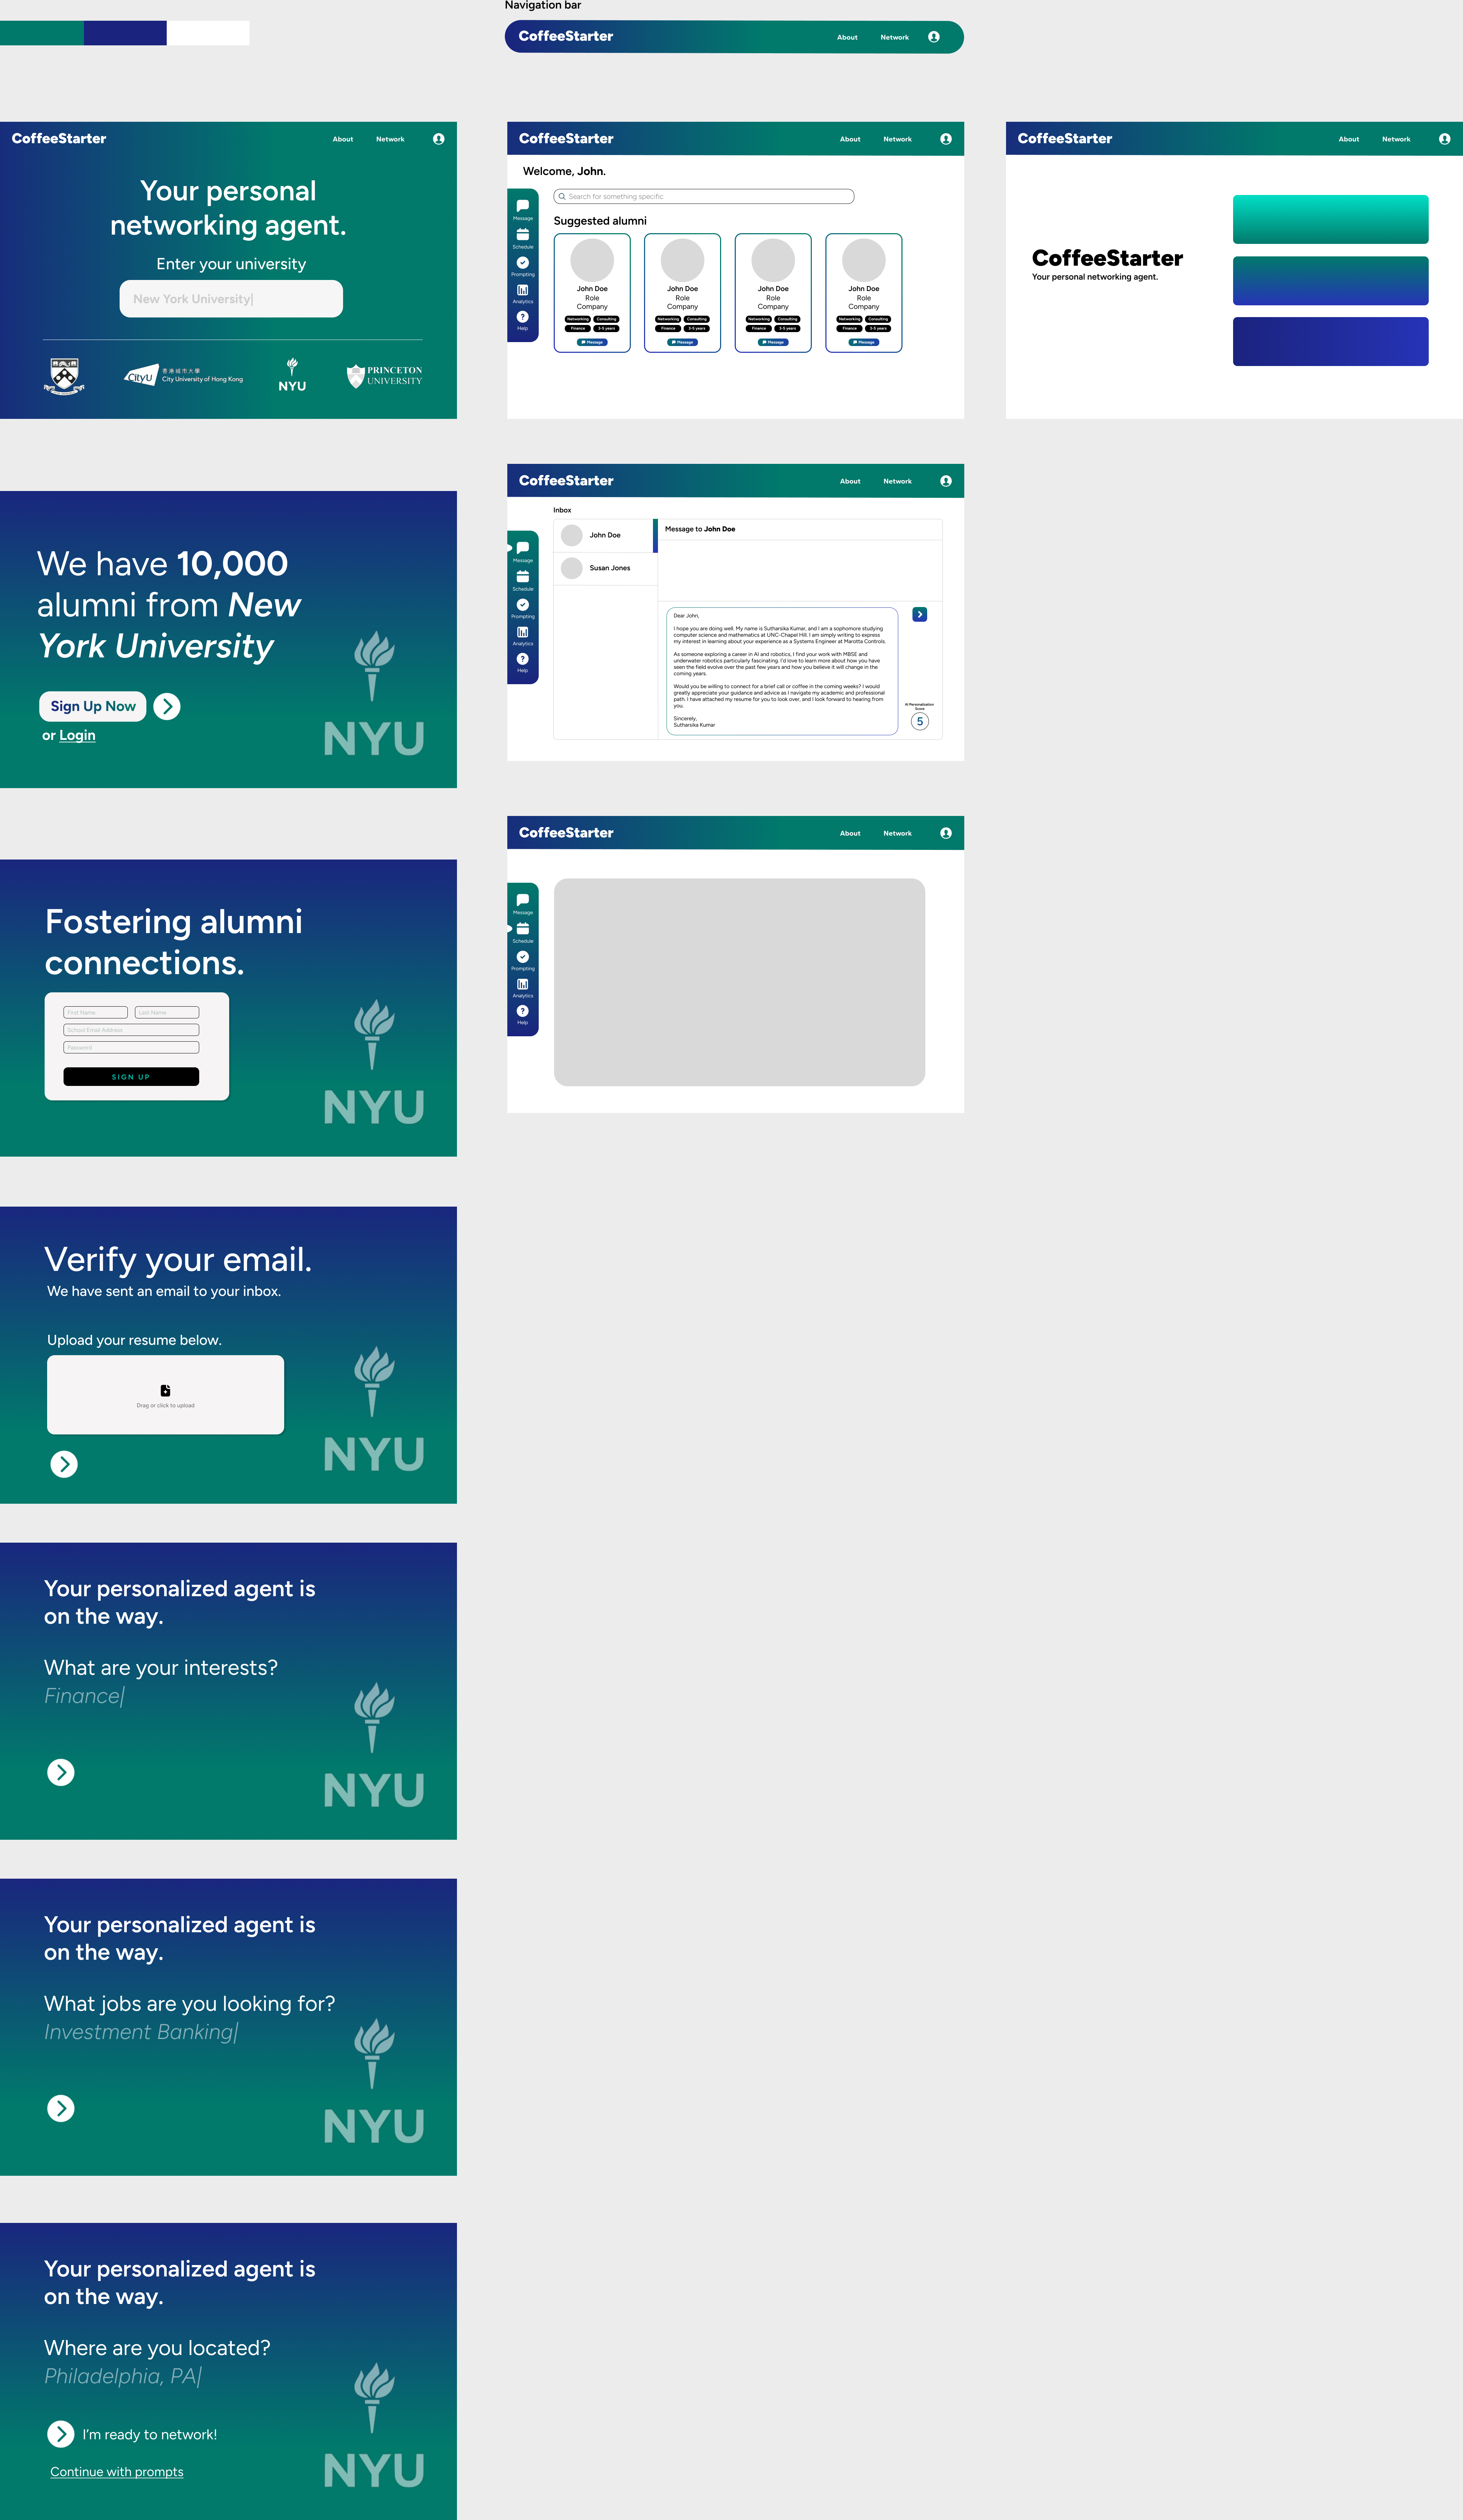 Navigation bar
CoffeeStarter
About
Network
CoffeeStarter
About
Network
Your personal
networking agent.
Enter your university
New York University|
CityU
香港城市大學
City University of Hong Kong
NYU
PRINCETON
UNIVERSITY
CoffeeStarter
About
Network
Welcome, John.
Search for something specific
Message
Schedule
Prompting
Analytics
Help
Suggested alumni
John Doe
Role
Company
Networking
Consulting
Finance
3-5 years
Message
John Doe
Role
Company
Networking
Consulting
Finance
3-5 years
Message
John Doe
Role
Company
Networking
Consulting
Finance
3-5 years
Message
John Doe
Role
Company
Networking
Consulting
Finance
3-5 years
Message
CoffeeStarter
About
Network
CoffeeStarter
Your personal networking agent.
We have 10,000
alumni from New
York University
Sign Up Now
or Login
NYU
CoffeeStarter
About
Network
Inbox
Message
Schedule
Prompting
Analytics
Help
John Doe
Susan Jones
Message to John Doe
Dear John,
I hope you are doing well. My name is Sutharsika Kumar, and I am a sophomore studying
computer science and mathematics at UNC-Chapel Hill. I am simply writing to express
my interest in learning about your experience as a Systems Engineer at Marotta Controls.
As someone exploring a career in AI and robotics, I find your work with MBSE and
underwater robotics particularly fascinating. I'd love to learn more about how you have
seen the field evolve over the past few years and how you believe it will change in the
coming years.
Would you be willing to connect for a brief call or coffee in the coming weeks? I would
greatly appreciate your guidance and advice as I navigate my academic and professional
path. I have attached my resume for you to look over, and I look forward to hearing from
you.
Sincerely,
Sutharsika Kumar
AI Personalization
Score
5
Fostering alumni
connections.
First Name
Last Name
School Email Address
Password
SIGN UP
NYU
CoffeeStarter
About
Network
Message
Schedule
Prompting
Analytics
Help
Verify your email.
We have sent an email to your inbox.
Upload your resume below.
Drag or click to upload
NYU
Your personalized agent is
on the way.
What are your interests?
Finance|
NYU
Your personalized agent is
on the way.
What jobs are you looking for?
Investment Banking|
NYU
Your personalized agent is
on the way.
Where are you located?
Philadelphia, PA|
I'm ready to network!
Continue with prompts
NYU